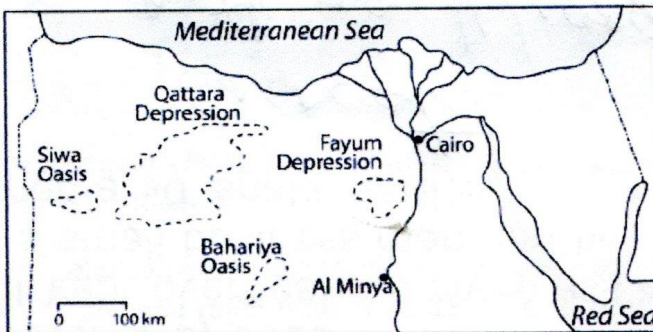 Mediterranean Sea
Qattara
Depression
Siwa
Oasis
Fayum
Depression
Cairo
Bahariya
Oasis
Al Minya
0 100 km
Red Sea